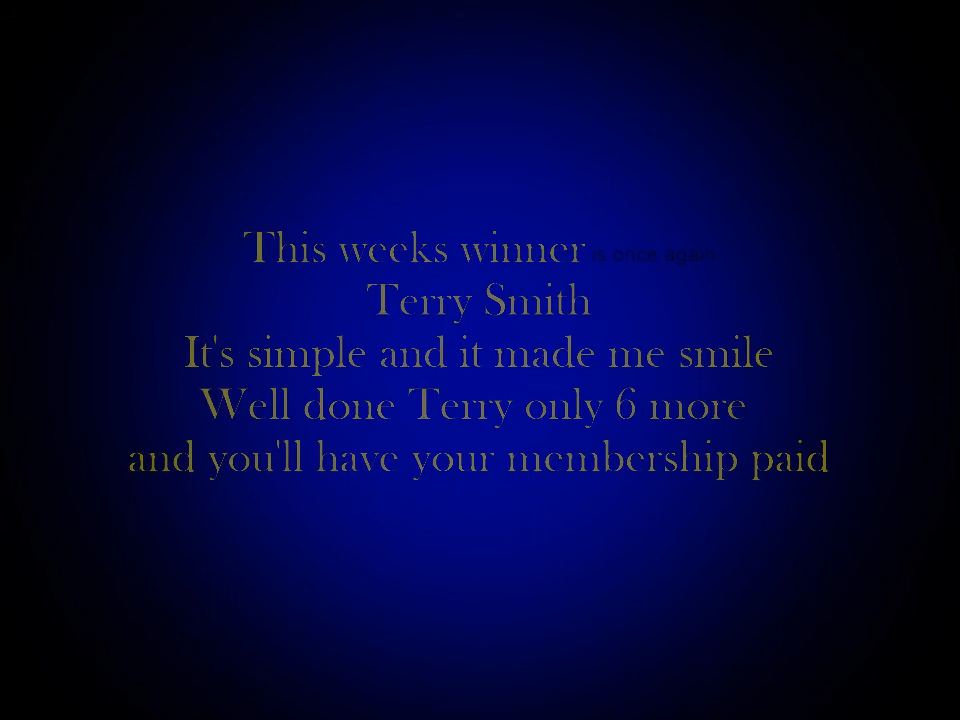 This weeks winner is once again
Terry Smith
It's simple and it made me smile
Well done Terry only 6 more
and you'll have your membership paid